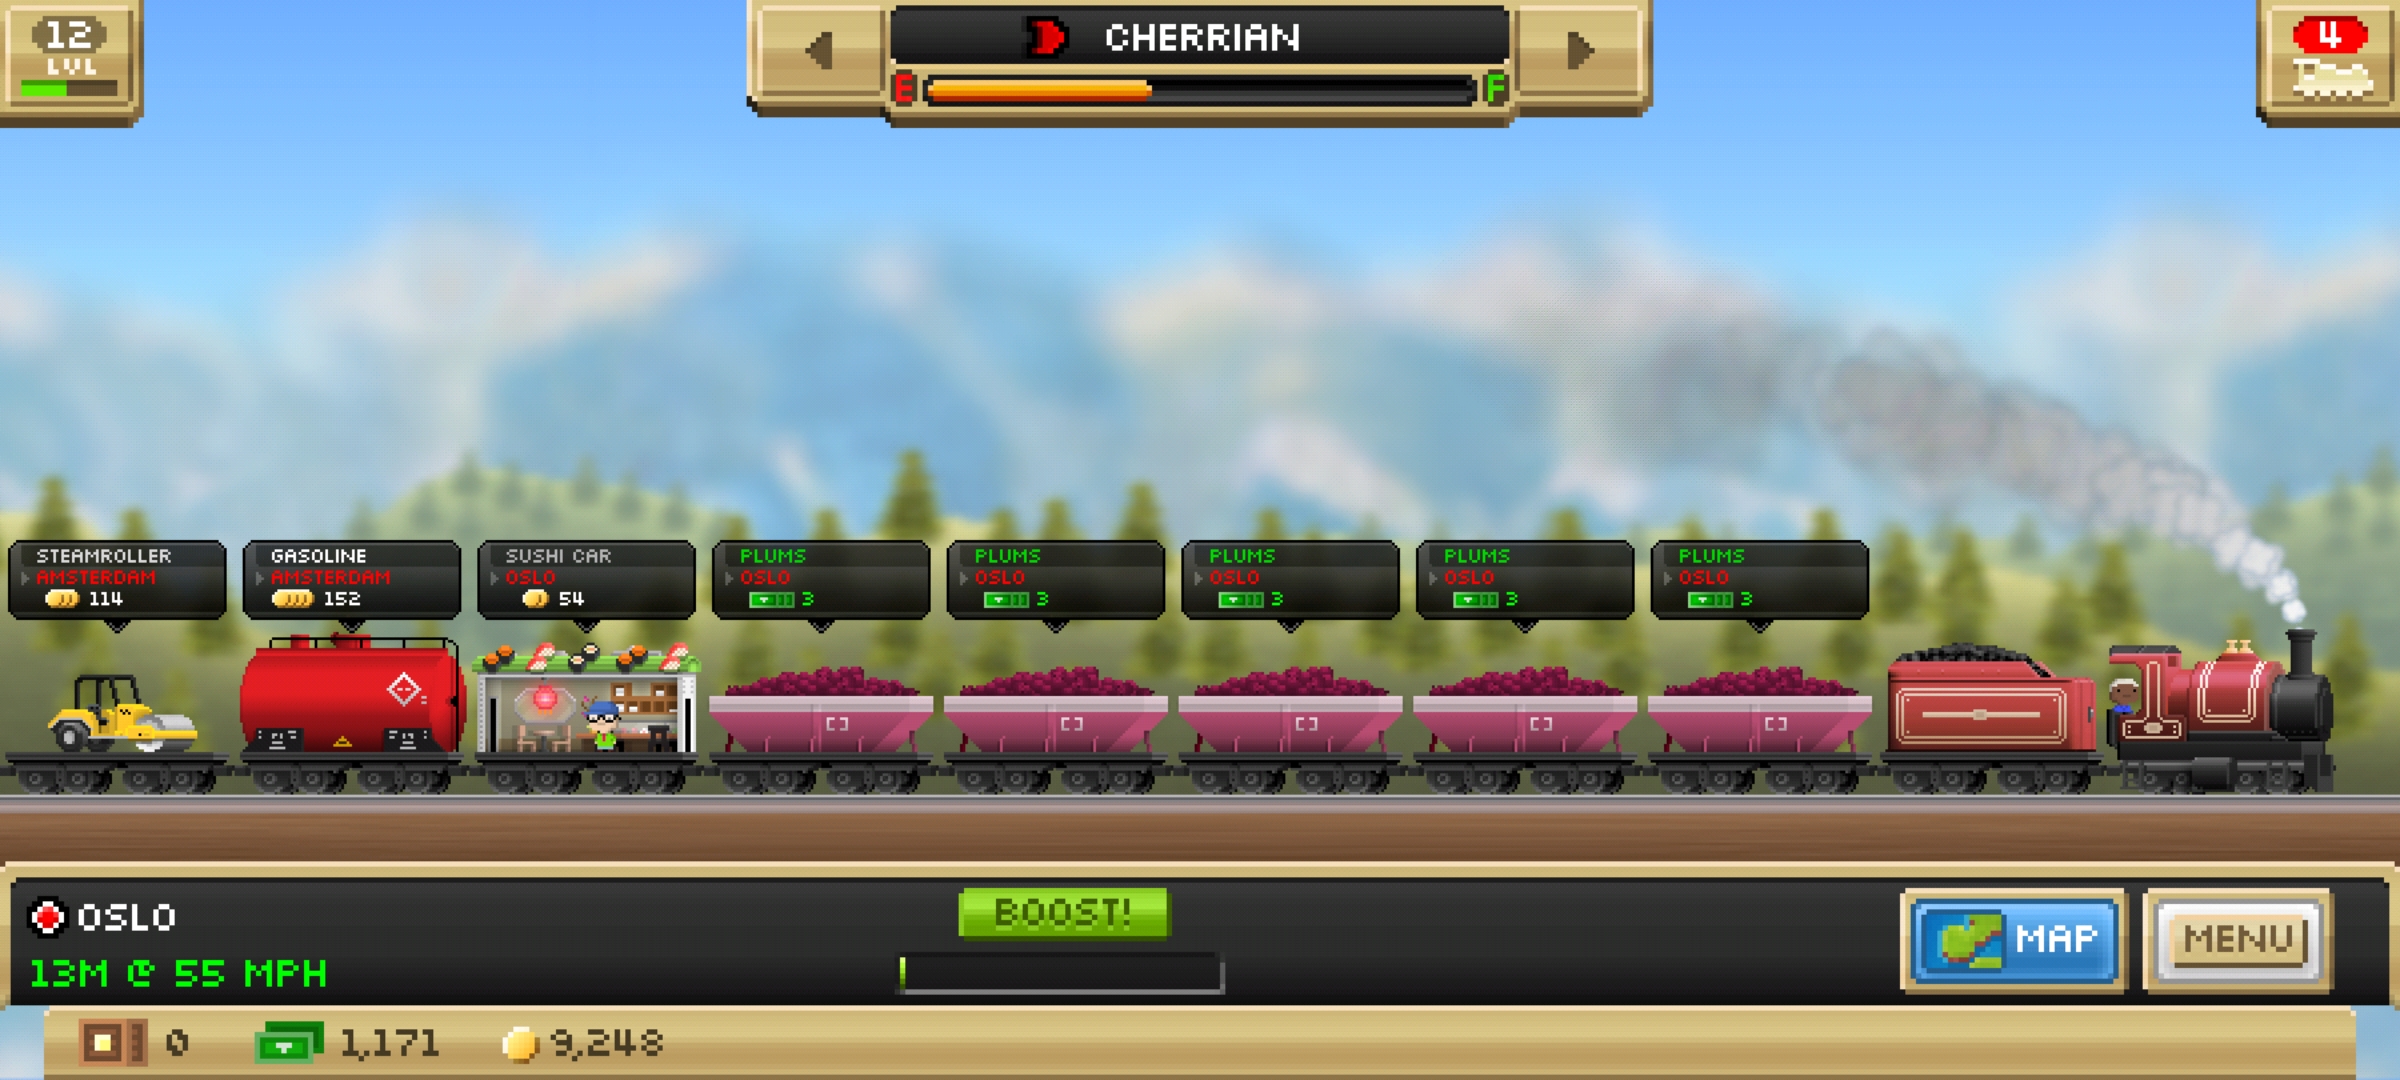 12
LVL
CHERRIAN
E F
4
STEAMROLLER
AMSTERDAM
114
GASOLINE
AMSTERDAM
152
SUSHI CAR
OSLO
54
PLUMS
OSLO
3
PLUMS
OSLO
3
PLUMS
OSLO
3
PLUMS
OSLO
3
PLUMS
OSLO
3
OSLO
13M @ 55 MPH
BOOST!
MAP
MENU
0
1,171
9,248